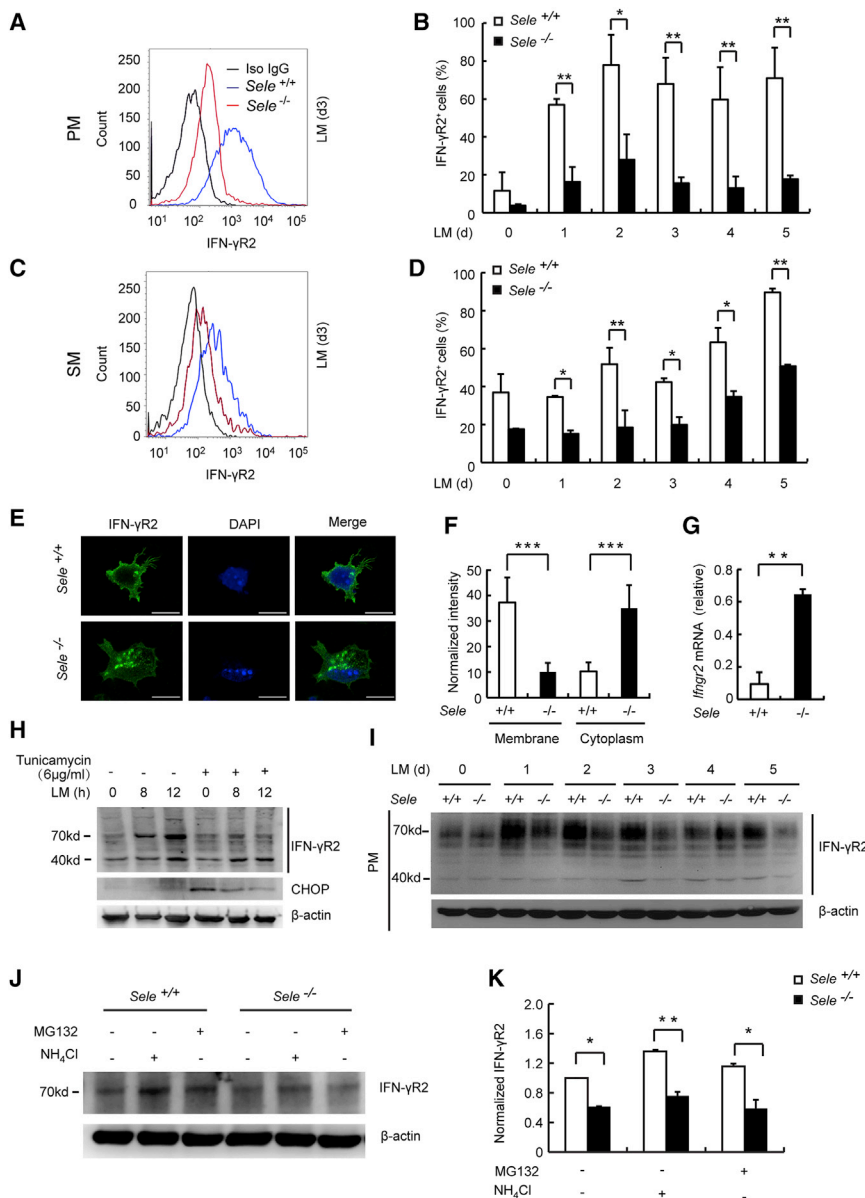 A
PM
Count
250
200
150
100
50
0
Iso IgG
Sele +/+
Sele -/-
LM (d3)
10¹ 10² 10³ 10⁴ 10⁵
IFN-γR2
B
Sele +/+
Sele -/-
IFN-γR2⁺ cells (%)
100
80
60
40
20
0
* ** ** ** **
LM (d) 0 1 2 3 4 5
C
SM
Count
250
200
150
100
50
0
LM (d3)
10¹ 10² 10³ 10⁴ 10⁵
IFN-γR2
D
Sele +/+
Sele -/-
IFN-γR2⁺ cells (%)
100
80
60
40
20
0
* ** * * **
LM (d) 0 1 2 3 4 5
E
IFN-γR2 DAPI Merge
Sele +/+
Sele -/-
F
Normalized intensity
50
40
30
20
10
0
*** ***
Sele +/+ -/- +/+ -/-
Membrane Cytoplasm
G
Ifngr2 mRNA (relative)
0.8
0.6
0.4
0.2
0.0
**
Sele +/+ -/-
H
Tunicamycin
(6μg/ml) - - - + + +
LM (h) 0 8 12 0 8 12
70kd
40kd
IFN-γR2
CHOP
β-actin
I
LM (d) 0 1 2 3 4 5
Sele +/+ -/- +/+ -/- +/+ -/- +/+ -/- +/+ -/- +/+ -/-
PM
70kd
40kd
IFN-γR2
β-actin
J
Sele +/+ Sele -/-
MG132 - - + - - +
NH₄Cl - + - - + -
70kd
IFN-γR2
β-actin
K
Sele +/+
Sele -/-
Normalized IFN-γR2
1.6
1.2
0.8
0.4
0.0
* ** *
MG132 - - +
NH₄Cl - + -